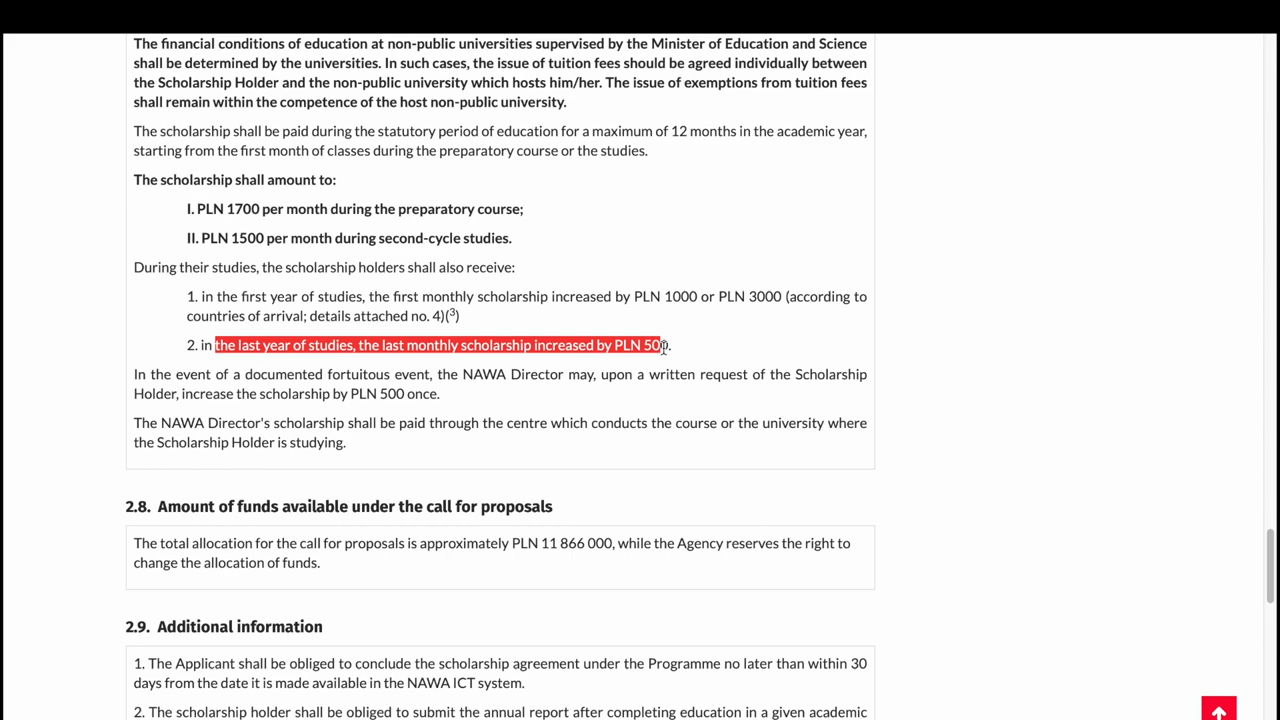 The financial conditions of education at non-public universities supervised by the Minister of Education and Science
shall be determined by the universities. In such cases, the issue of tuition fees should be agreed individually between
the Scholarship Holder and the non-public university which hosts him/her. The issue of exemptions from tuition fees
shall remain within the competence of the host non-public university.
The scholarship shall be paid during the statutory period of education for a maximum of 12 months in the academic year,
starting from the first month of classes during the preparatory course or the studies.
The scholarship shall amount to:
I. PLN 1700 per month during the preparatory course;
II. PLN 1500 per month during second-cycle studies.
During their studies, the scholarship holders shall also receive:
1. in the first year of studies, the first monthly scholarship increased by PLN 1000 or PLN 3000 (according to
countries of arrival; details attached no. 4)(3)
2. in the last year of studies, the last monthly scholarship increased by PLN 500.
In the event of a documented fortuitous event, the NAWA Director may, upon a written request of the Scholarship
Holder, increase the scholarship by PLN 500 once.
The NAWA Director's scholarship shall be paid through the centre which conducts the course or the university where
the Scholarship Holder is studying.
2.8. Amount of funds available under the call for proposals
The total allocation for the call for proposals is approximately PLN 11 866 000, while the Agency reserves the right to
change the allocation of funds.
2.9. Additional information
1. The Applicant shall be obliged to conclude the scholarship agreement under the Programme no later than within 30
days from the date it is made available in the NAWA ICT system.
2. The scholarship holder shall be obliged to submit the annual report after completing education in a given academic